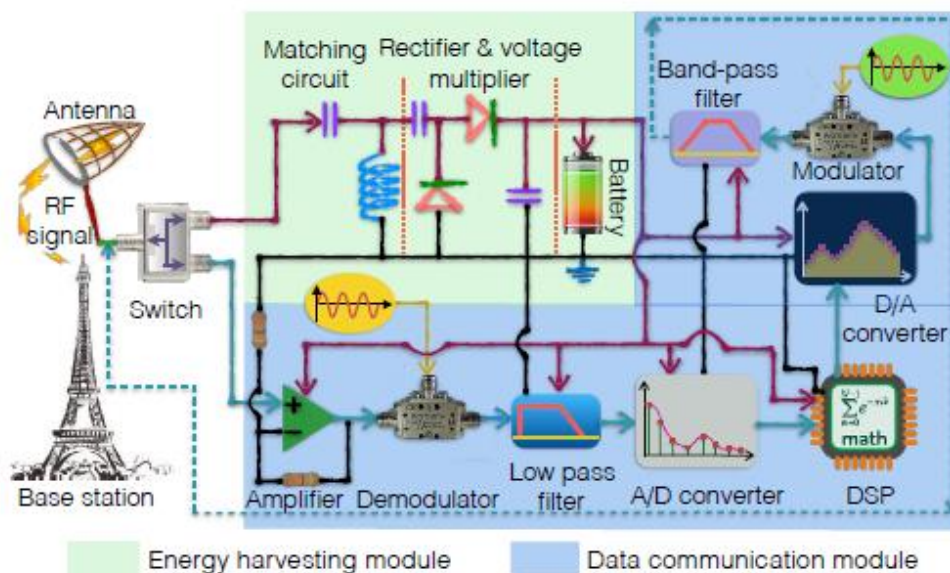 Matching
circuit
Rectifier & voltage
multiplier
Band-pass
filter
Antenna
Modulator
Battery
RF
signal
Switch
D/A
converter
math
Base station
Amplifier
Demodulator
Low pass
filter
A/D converter
DSP
Energy harvesting module
Data communication module